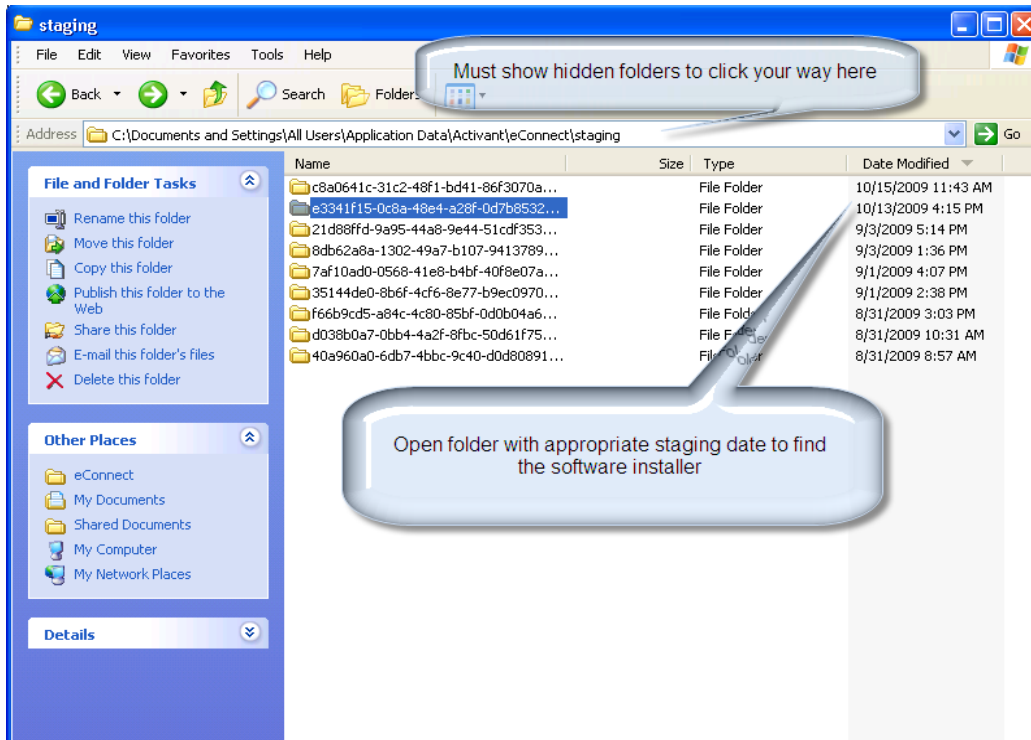 staging
File Edit View Favorites Tools Help
Must show hidden folders to click your way here
Back Search Folders
Address C:\Documents and Settings\All Users\Application Data\Activant\eConnect\staging Go
Name Size Type Date Modified
File and Folder Tasks
Rename this folder
Move this folder
Copy this folder
Publish this folder to the
Web
Share this folder
E-mail this folder's files
Delete this folder
Other Places
eConnect
My Documents
Shared Documents
My Computer
My Network Places
Details
c8a0641c-31c2-48f1-bd41-86f3070a... File Folder 10/15/2009 11:43 AM
e3341f15-0c8a-48e4-a28f-0d7b8532... File Folder 10/13/2009 4:15 PM
21d88ffd-9a95-44a8-9e44-51cdf353... File Folder 9/3/2009 5:14 PM
8db62a8a-1302-49a7-b107-9413789... File Folder 9/3/2009 1:36 PM
7af10ad0-0568-41e8-b4bf-40f8e07a... File Folder 9/1/2009 4:07 PM
35144de0-8b6f-4cf6-8e77-b9ec0970... File Folder 9/1/2009 2:38 PM
f66b9cd5-a84c-4c80-85bf-0d0b04a6... File 8/31/2009 3:03 PM
d038b0a7-0bb4-4a2f-8fbc-50d61f75... File 8/31/2009 10:31 AM
40a960a0-6db7-4bbc-9c40-d0d80891... 8/31/2009 8:57 AM
Open folder with appropriate staging date to find
the software installer